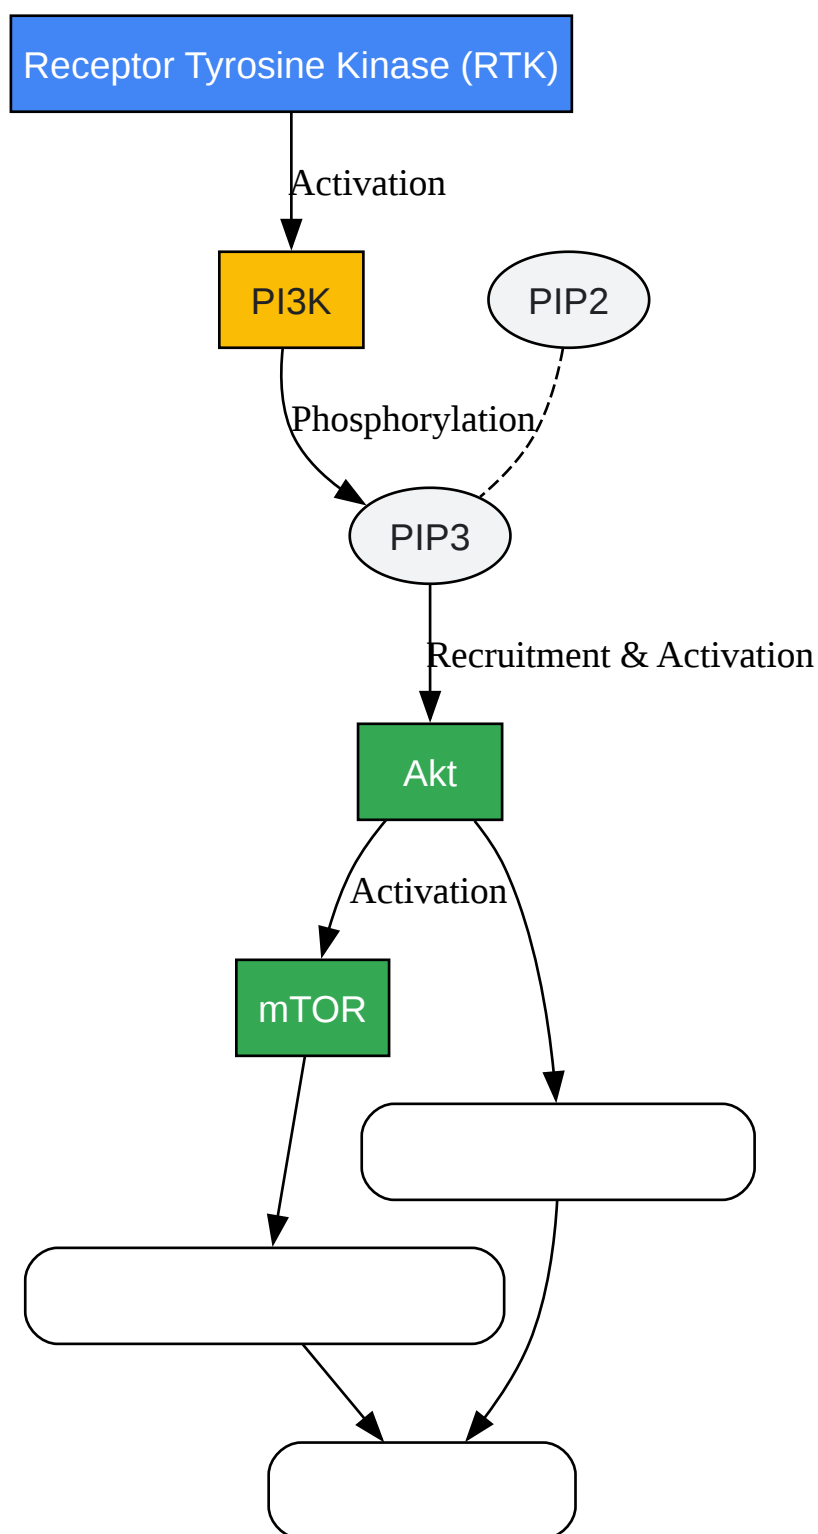 Receptor Tyrosine Kinase (RTK)
Activation
PI3K
PIP2
Phosphorylation
PIP3
Recruitment & Activation
Akt
Activation
mTOR